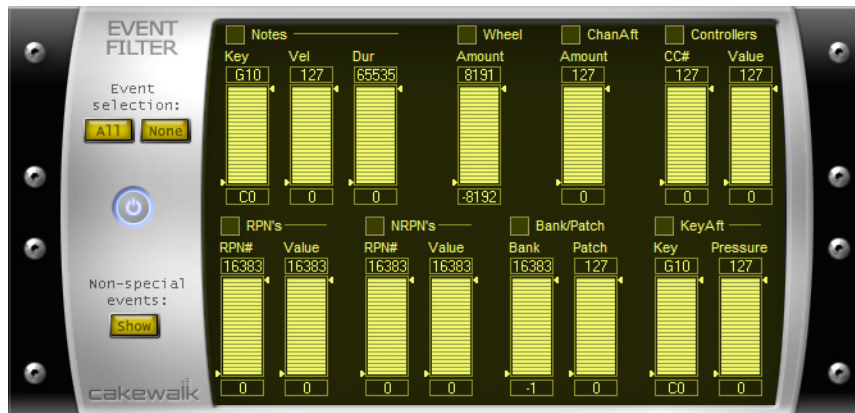 EVENT
FILTER
Event
selection:
All None
Non-special
events:
Show
cakewalk
Notes Wheel ChanAft Controllers
Key Vel Dur Amount Amount CC# Value
G10 127 65535 8191 127 127 127
C0 0 0 -8192 0 0 0
RPN's NRPN's Bank/Patch KeyAft
RPN# Value RPN# Value Bank Patch Key Pressure
16383 16383 16383 16383 16383 127 G10 127
0 0 0 0 -1 0 C0 0